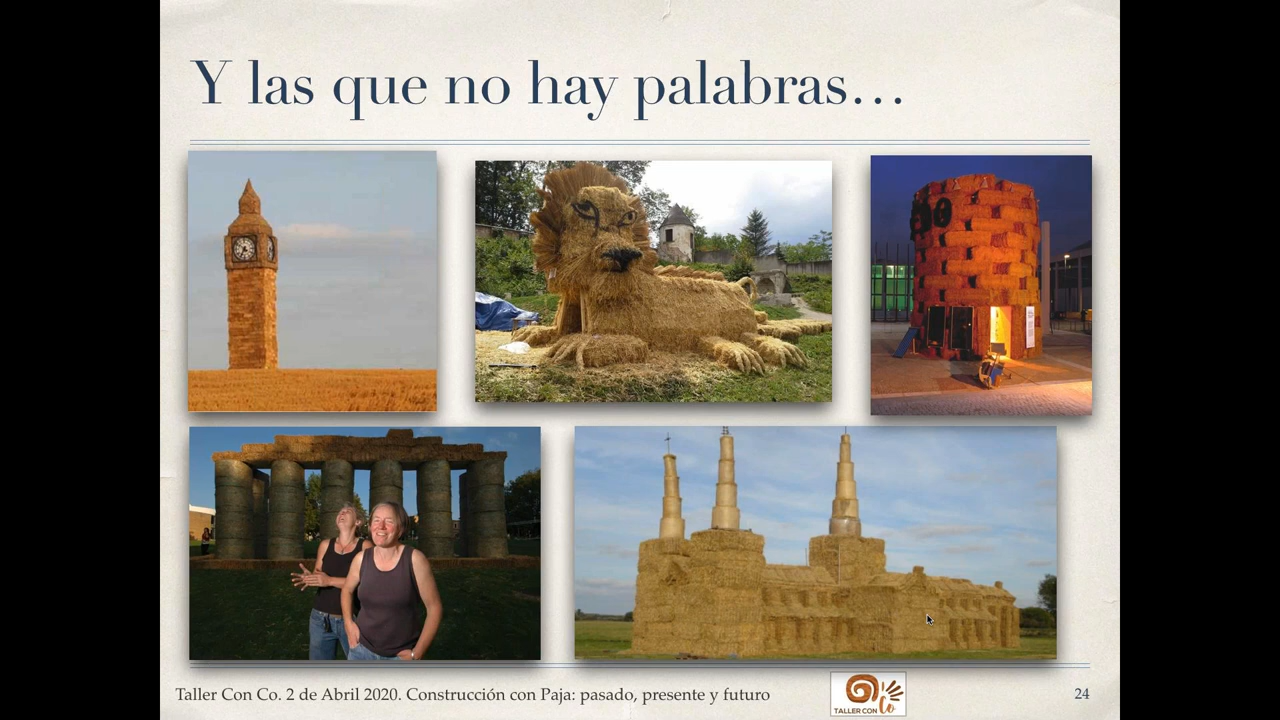 Y las que no hay palabras...
Taller Con Co. 2 de Abril 2020. Construcción con Paja: pasado, presente y futuro
TALLER CON Co
24